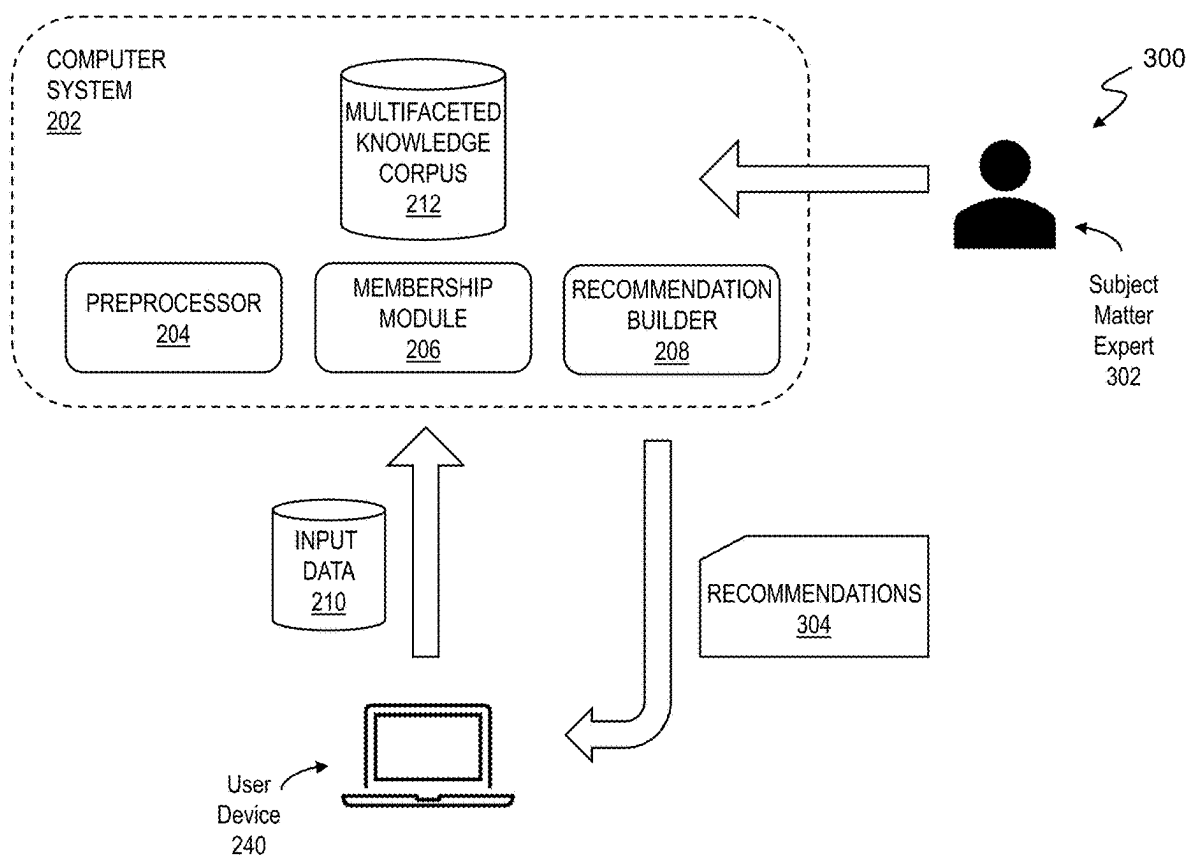 COMPUTER
SYSTEM
202
MULTIFACETED
KNOWLEDGE
CORPUS
212
300
PREPROCESSOR
204
MEMBERSHIP
MODULE
206
RECOMMENDATION
BUILDER
208
Subject
Matter
Expert
302
INPUT
DATA
210
RECOMMENDATIONS
304
User
Device
240